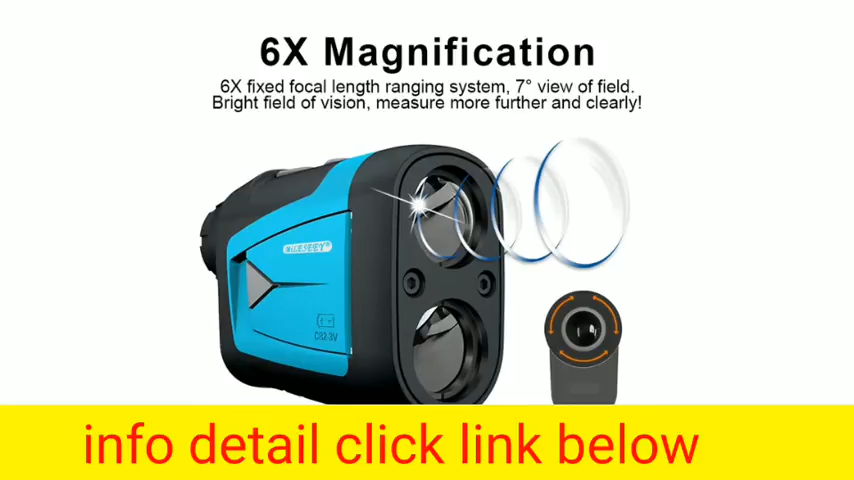 6X Magnification
6X fixed focal length ranging system, 7° view of field.
Bright field of vision, measure more further and clearly!
info detail click link below